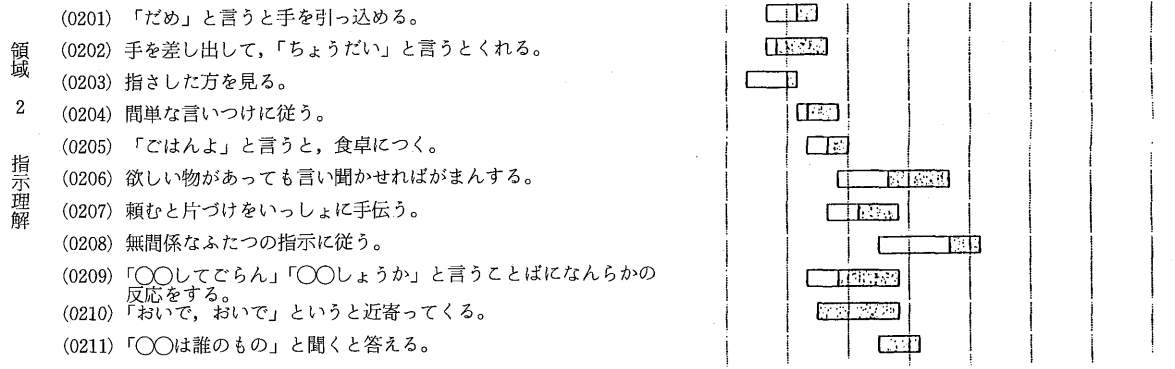 領域 2 指示理解
(0201) 「だめ」と言うと手を引っ込める。
(0202) 手を差し出して,「ちょうだい」と言うとくれる。
(0203) 指さした方を見る。
(0204) 簡単な言いつけに従う。
(0205) 「ごはんよ」と言うと, 食卓につく。
(0206) 欲しい物があっても言い聞かせればがまんする。
(0207) 頼むと片づけをいっしょに手伝う。
(0208) 無関係なふたつの指示に従う。
(0209) 「○○してごらん」「○○しょうか」と言うことばになんらかの
反応をする。
(0210) 「おいで, おいで」というと近寄ってくる。
(0211) 「○○は誰のもの」と聞くと答える。